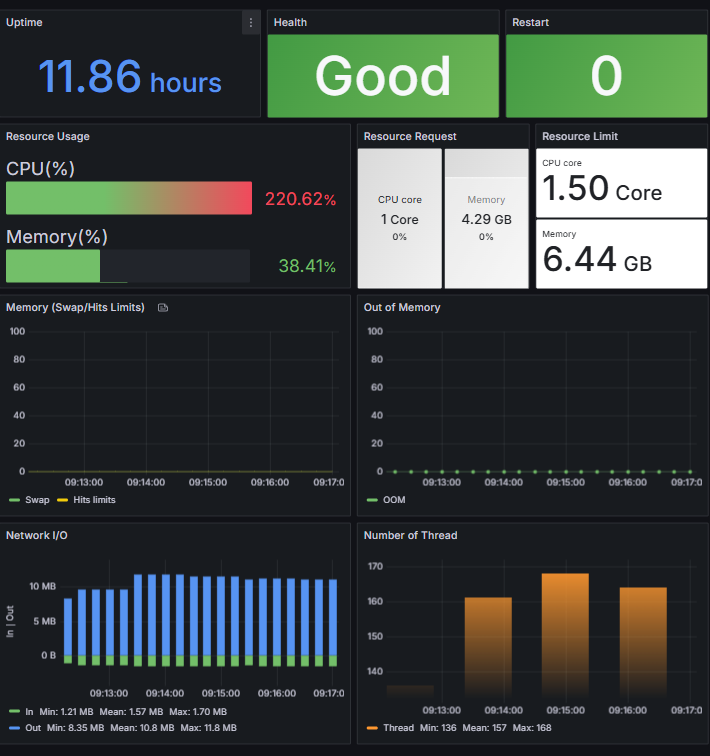 Uptime
11.86 hours
Health
Good
Restart
0
Resource Usage
CPU(%)
220.62%
Memory(%)
38.41%
Resource Request
CPU core
1 Core
0%
Memory
4.29 GB
0%
Resource Limit
CPU core
1.50 Core
Memory
6.44 GB
Memory (Swap/Hits Limits)
100
80
60
40
20
0
09:13:00 09:14:00 09:15:00 09:16:00 09:17:0
Swap Hits limits
Out of Memory
100
80
60
40
20
0
09:13:00 09:14:00 09:15:00 09:16:00 09:17:0
OOM
Network I/O
In | Out
10 MB
5 MB
0 B
09:13:00 09:14:00 09:15:00 09:16:00 09:17:0
In Min: 1.21 MB Mean: 1.57 MB Max: 1.70 MB
Out Min: 8.35 MB Mean: 10.8 MB Max: 11.8 MB
Number of Thread
170
160
150
140
09:13:00 09:14:00 09:15:00 09:16:00 09:17:0
Thread Min: 136 Mean: 157 Max: 168